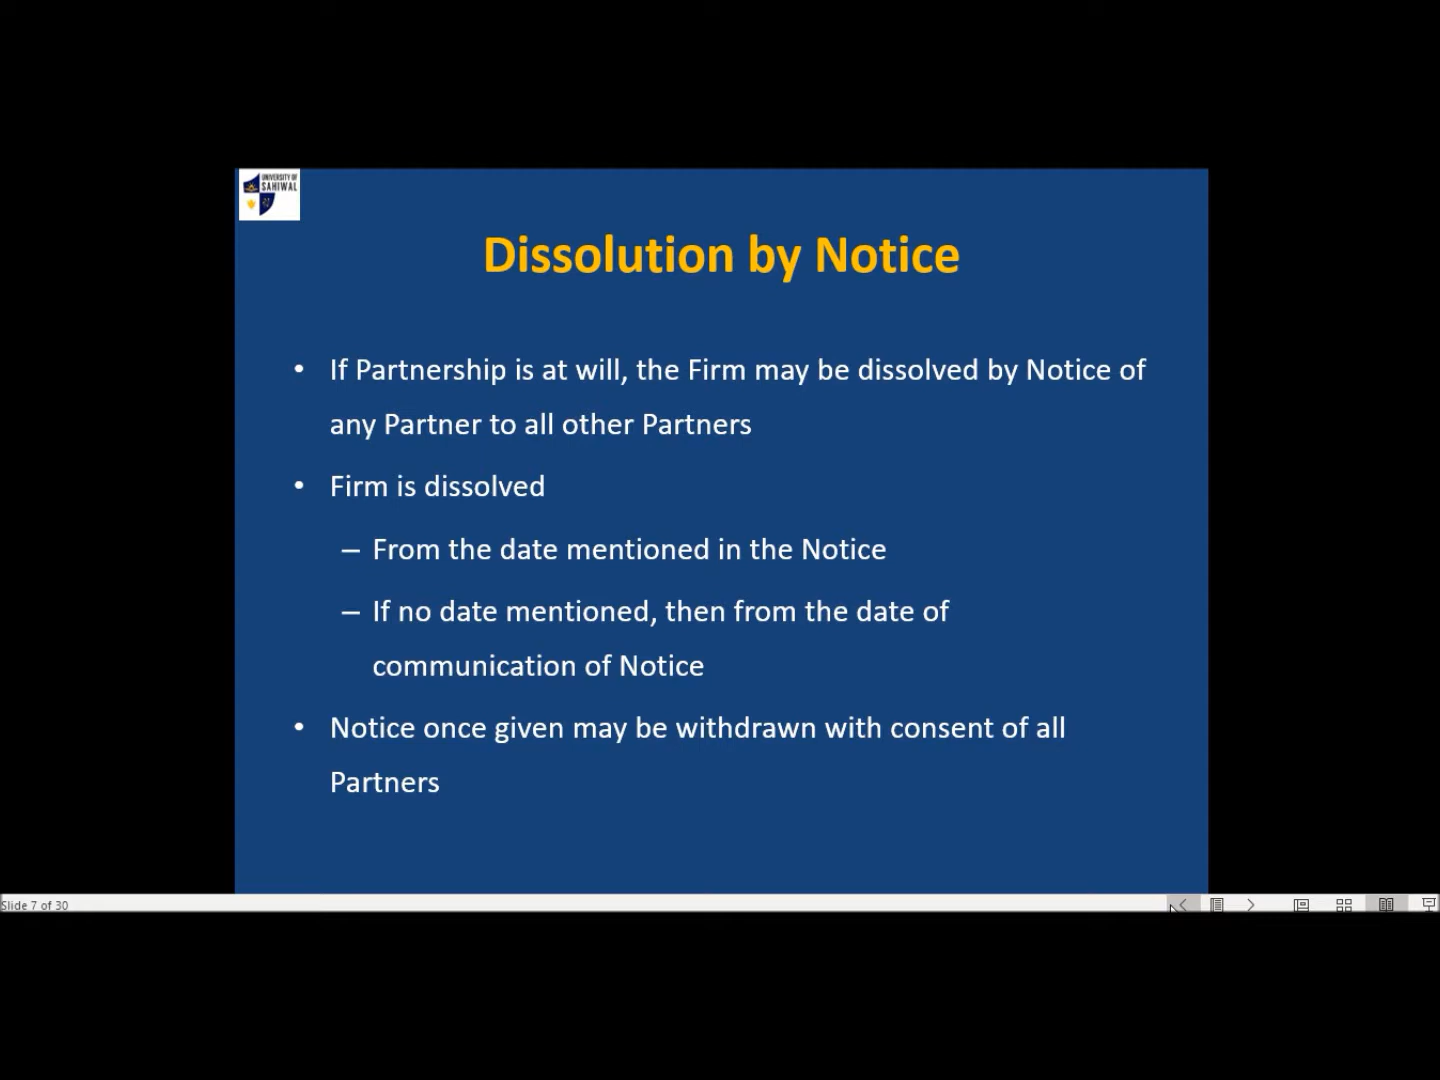 UNIVERSITY OF
SAHIWAL
Dissolution by Notice
• If Partnership is at will, the Firm may be dissolved by Notice of
any Partner to all other Partners
• Firm is dissolved
– From the date mentioned in the Notice
– If no date mentioned, then from the date of
communication of Notice
• Notice once given may be withdrawn with consent of all
Partners
Slide 7 of 30